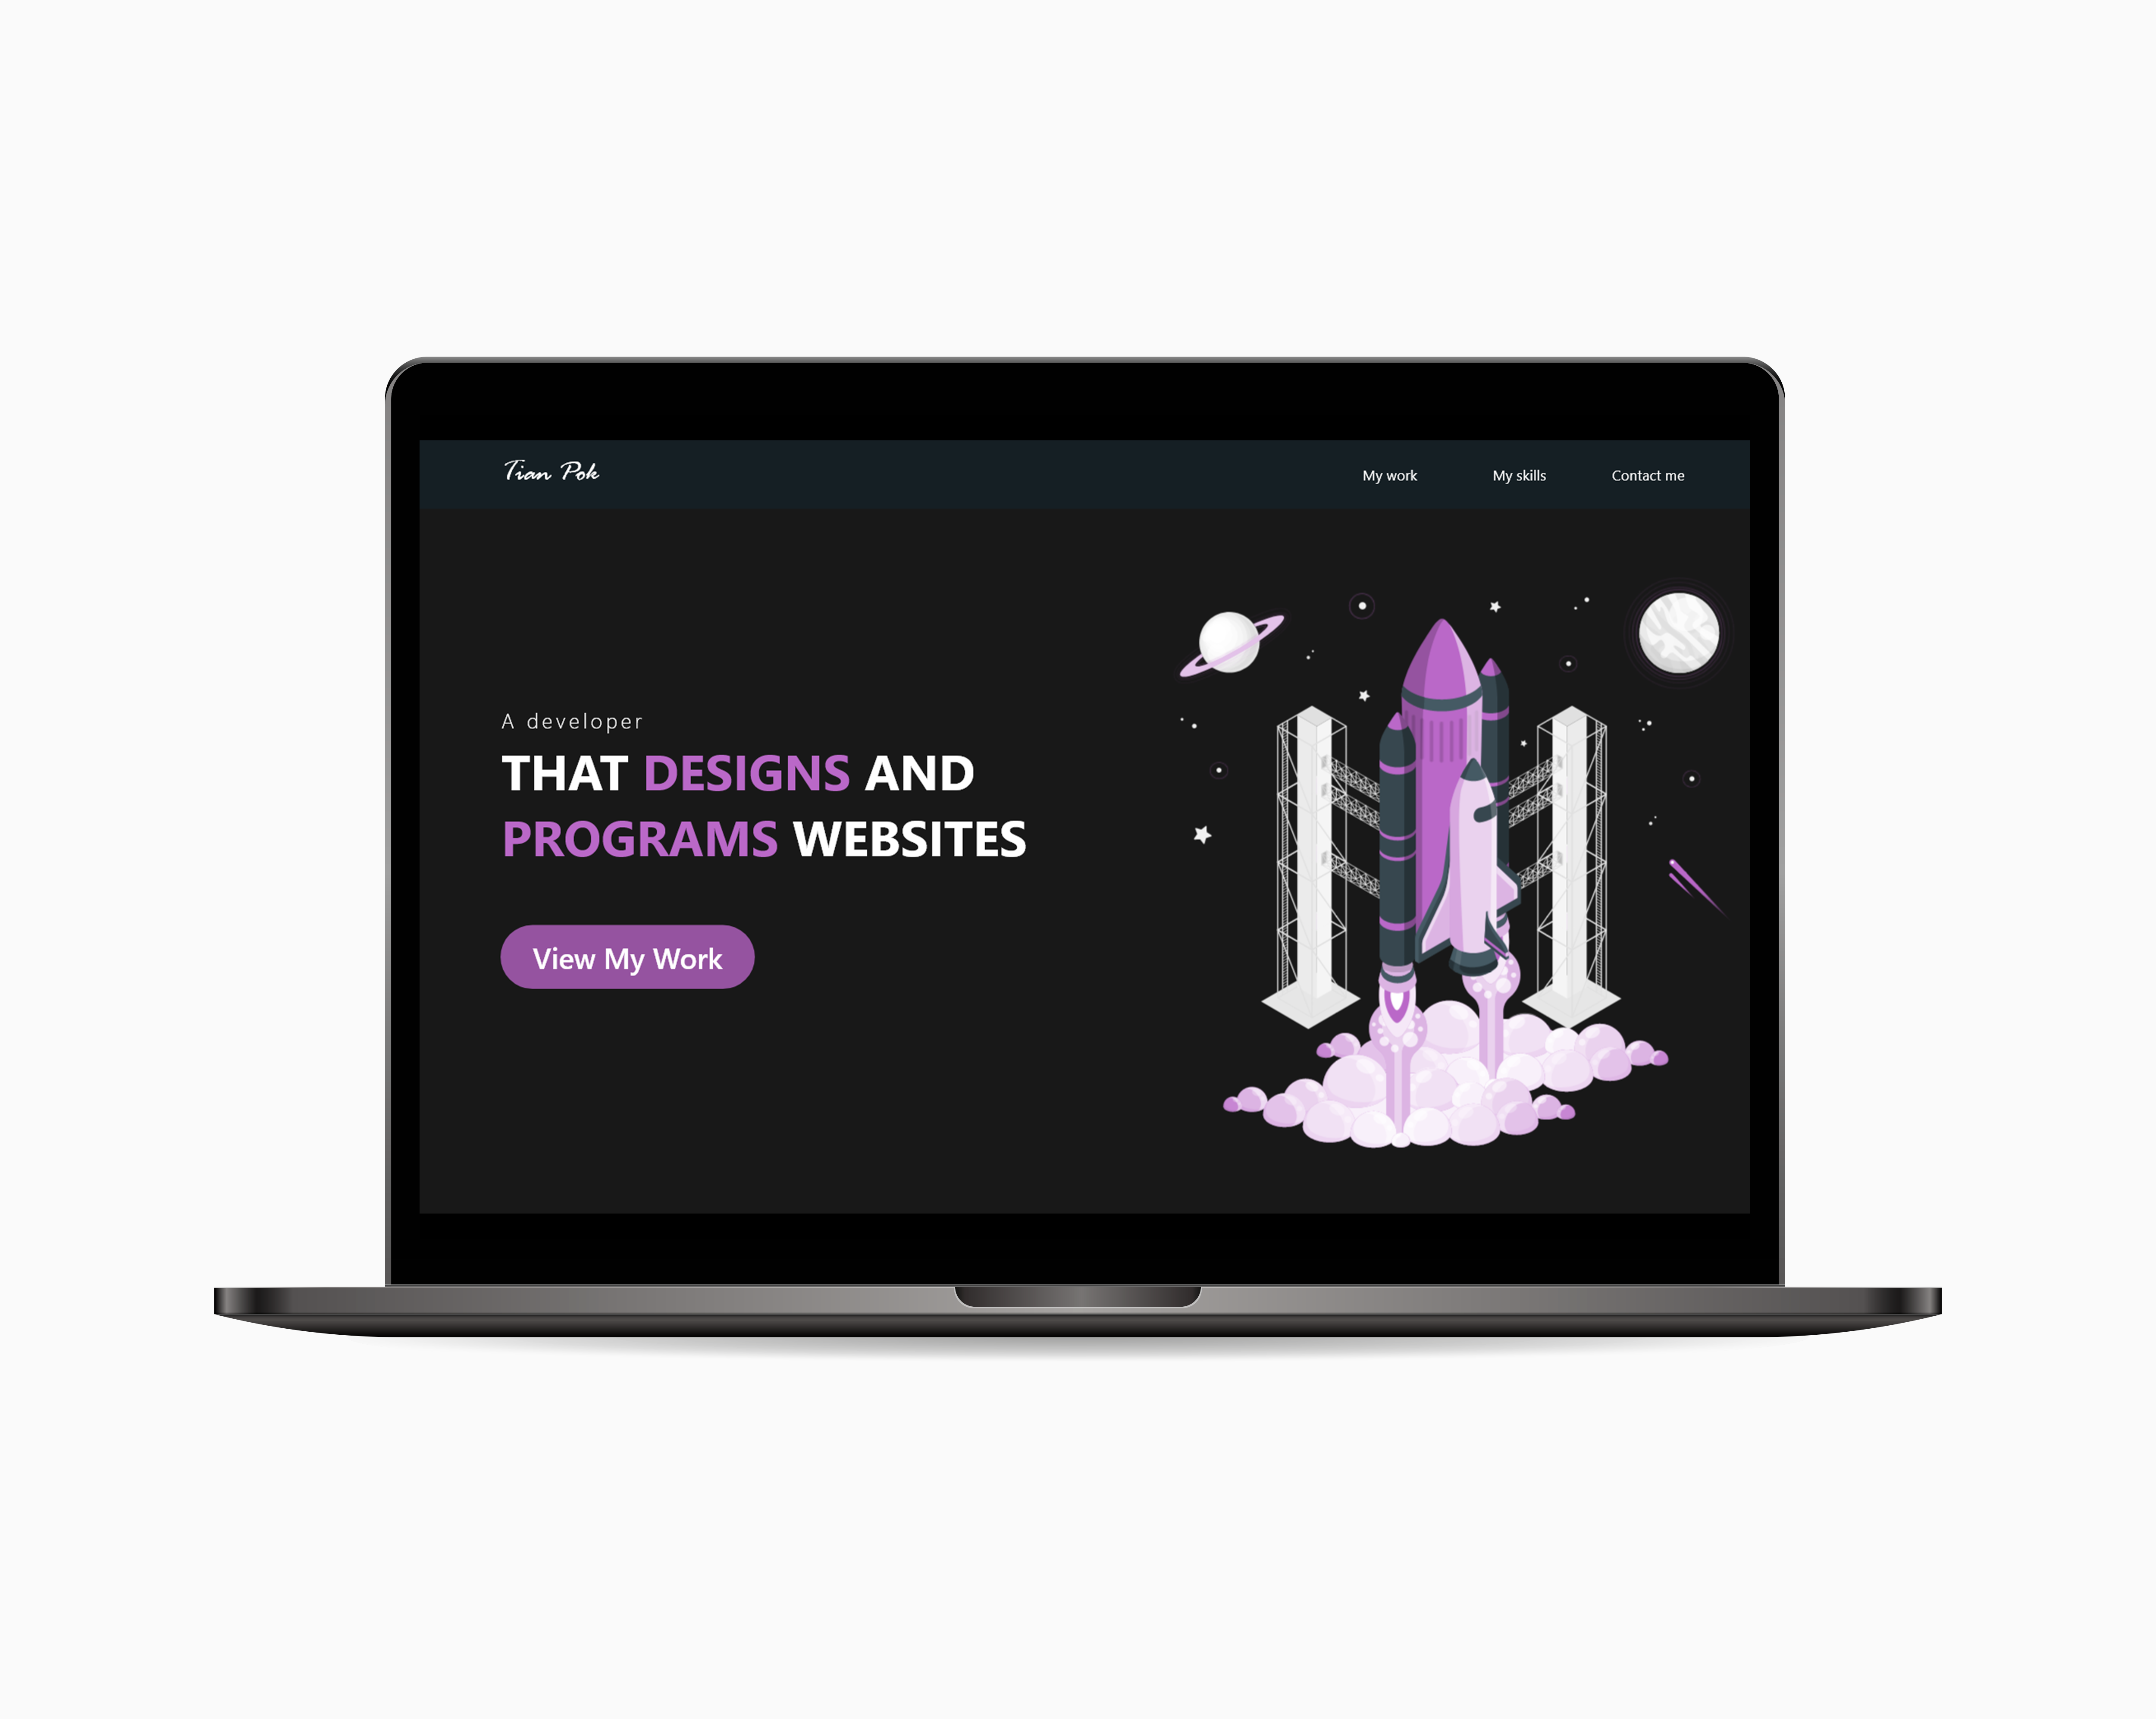 Tian Pok
My work
My skills
Contact me
A developer
THAT DESIGNS AND
PROGRAMS WEBSITES
View My Work